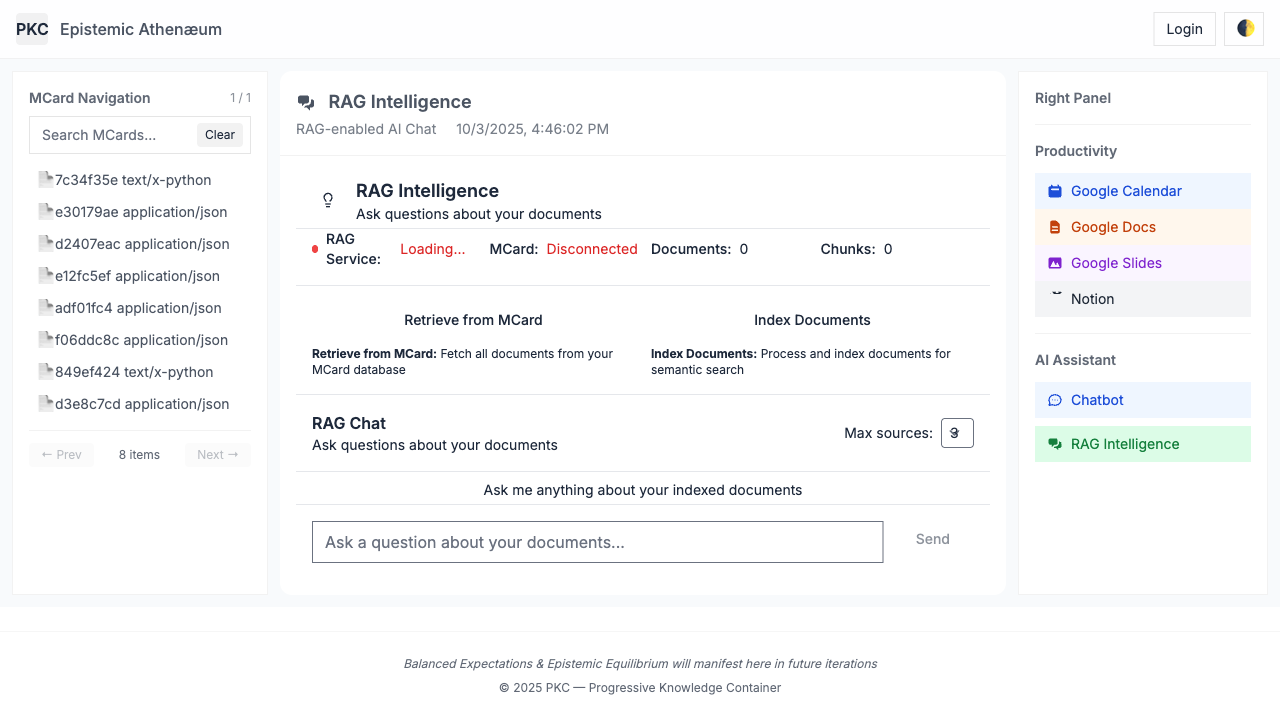 PKC Epistemic Athenæum
Login
MCard Navigation 1 / 1
Search MCards...
Clear
7c34f35e text/x-python
e30179ae application/json
d2407eac application/json
e12fc5ef application/json
adf01fc4 application/json
f06ddc8c application/json
849ef424 text/x-python
d3e8c7cd application/json
← Prev 8 items Next →
RAG Intelligence
RAG-enabled AI Chat 10/3/2025, 4:46:02 PM
RAG Intelligence
Ask questions about your documents
RAG
Service: Loading... MCard: Disconnected Documents: 0 Chunks: 0
Retrieve from MCard
Index Documents
Retrieve from MCard: Fetch all documents from your
MCard database
Index Documents: Process and index documents for
semantic search
RAG Chat
Ask questions about your documents
Max sources:
Ask me anything about your indexed documents
Ask a question about your documents...
Send
Right Panel
Productivity
Google Calendar
Google Docs
Google Slides
Notion
AI Assistant
Chatbot
RAG Intelligence
Balanced Expectations & Epistemic Equilibrium will manifest here in future iterations
© 2025 PKC — Progressive Knowledge Container